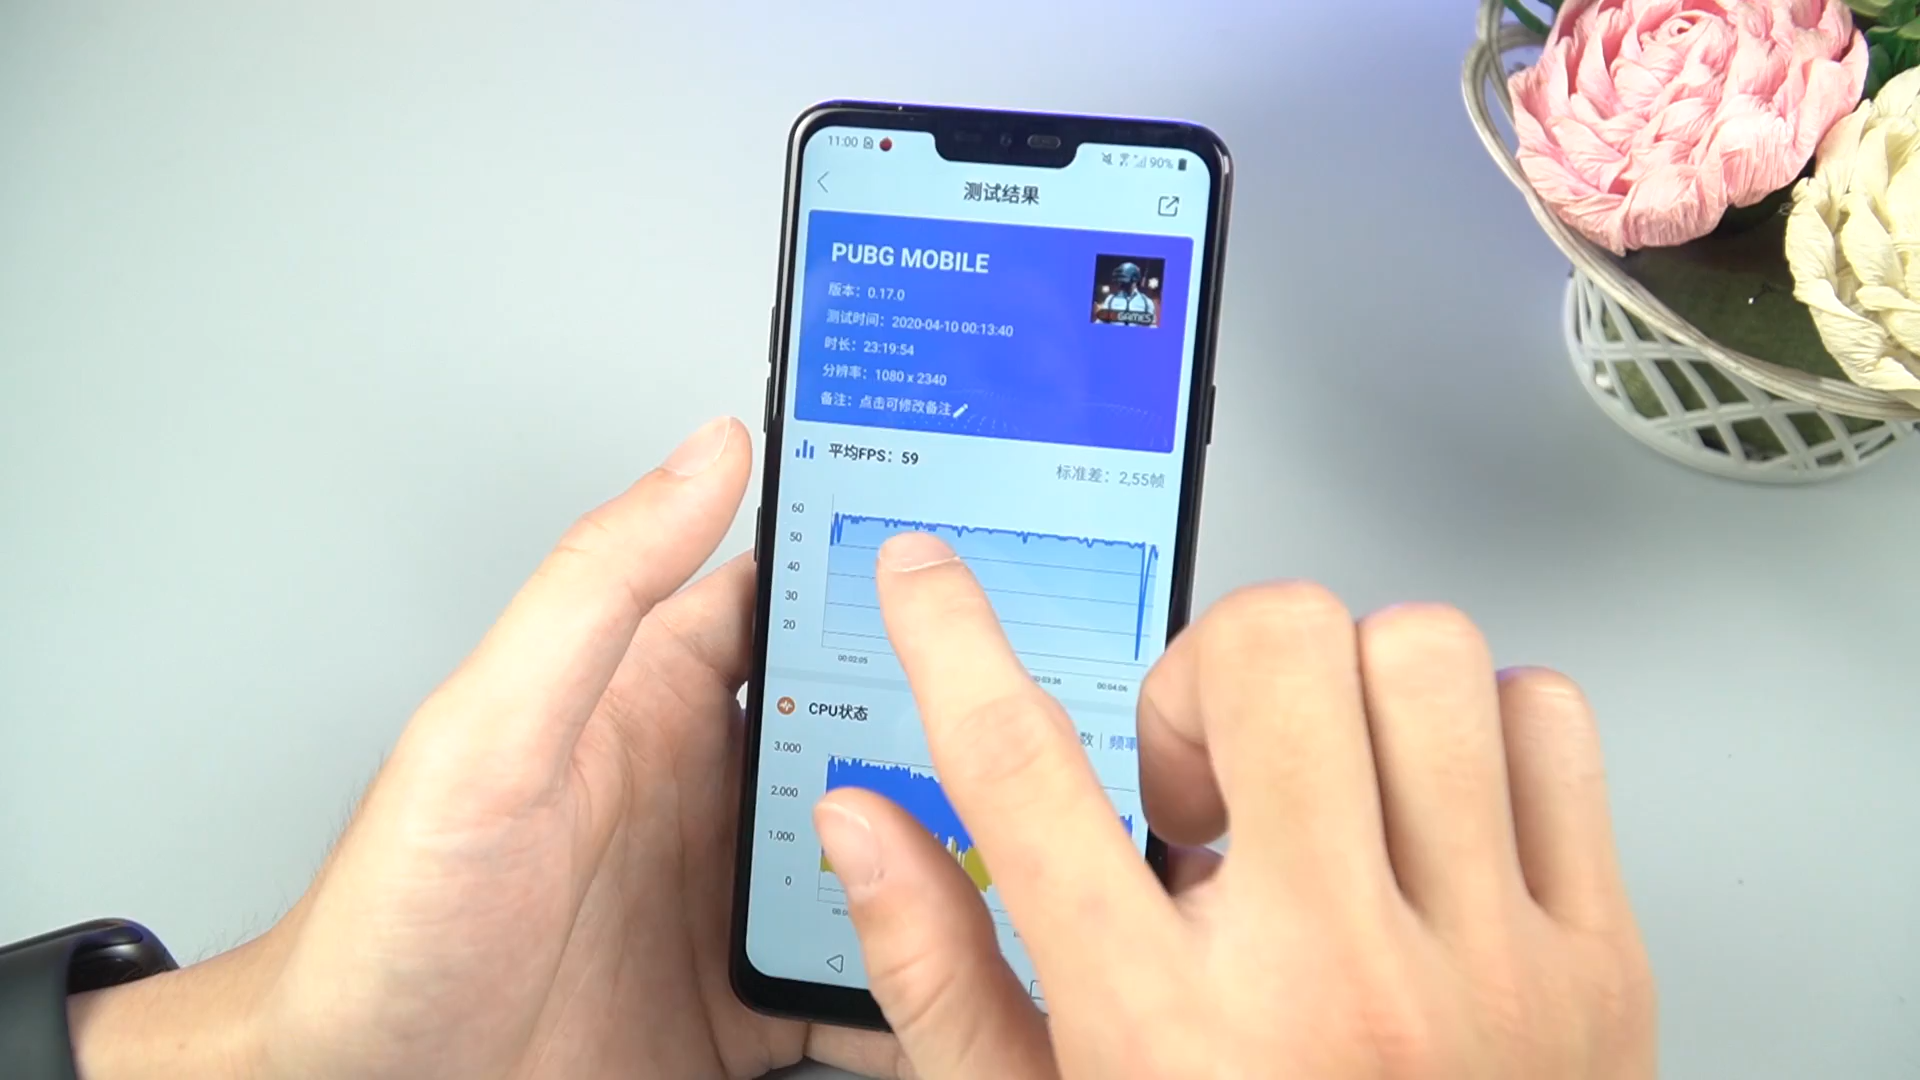 11:00
90%
测试结果
PUBG MOBILE
版本：0.17.0
测试时间：2020-04-10 00:13:40
时长：23:19:54
分辨率：1080 x 2340
备注：点击可修改备注
GAMES
平均FPS：59
标准差：2,55帧
60
50
40
30
20
00:02:05
00:04:06
CPU状态
数 | 频率
3.000
2.000
1.000
0